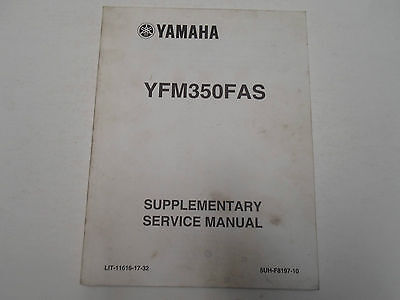 YAMAHA
YFM350FAS
SUPPLEMENTARY
SERVICE MANUAL
LIT-11616-17-32
5UH-F8197-10